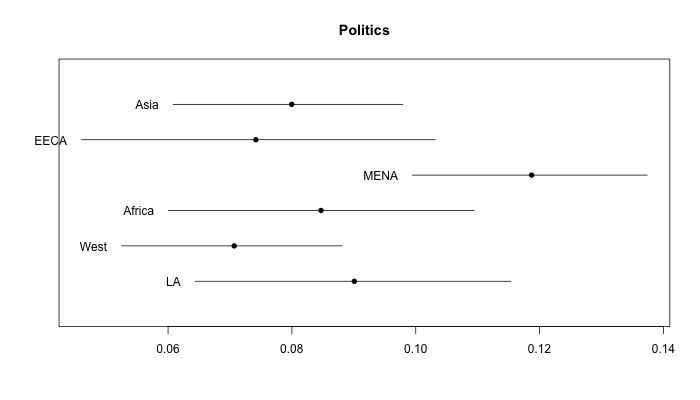 Politics
Asia
EECA
MENA
Africa
West
LA
0.06 0.08 0.10 0.12 0.14